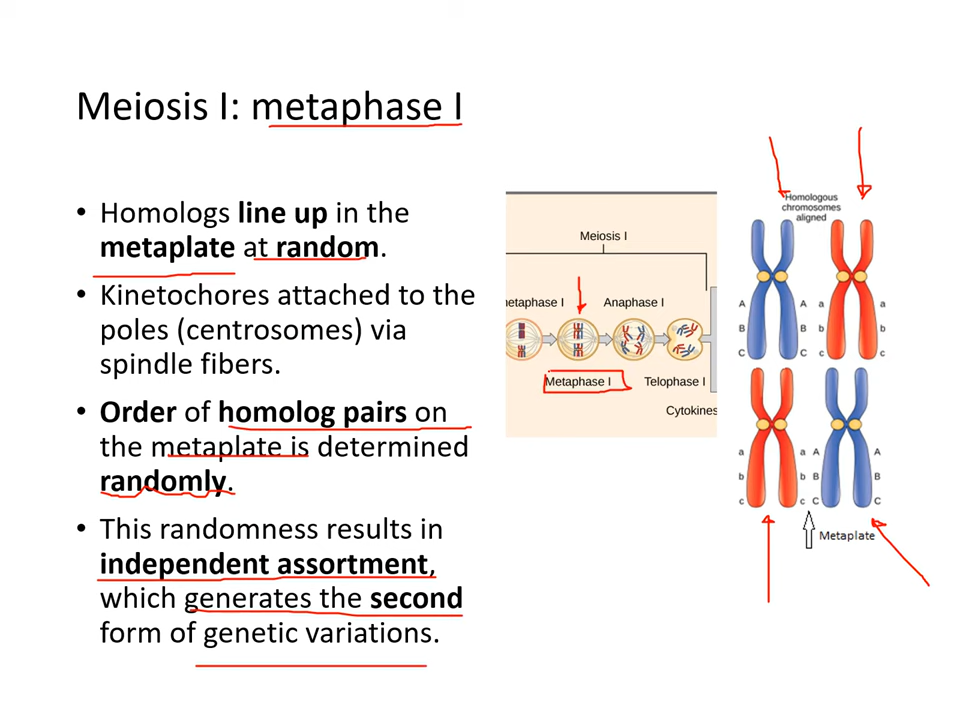 Meiosis I: metaphase I
• Homologs line up in the
metaplate at random.
• Kinetochores attached to the
poles (centrosomes) via
spindle fibers.
• Order of homolog pairs on
the metaplate is determined
randomly.
• This randomness results in
independent assortment,
which generates the second
form of genetic variations.
Meiosis I
metaphase I
Anaphase I
Metaphase I
Telophase I
Cytokines
Homologous
chromosomes
aligned
A A a a
B B b b
C C c c
a a A A
b b B B
c c C C
Metaplate